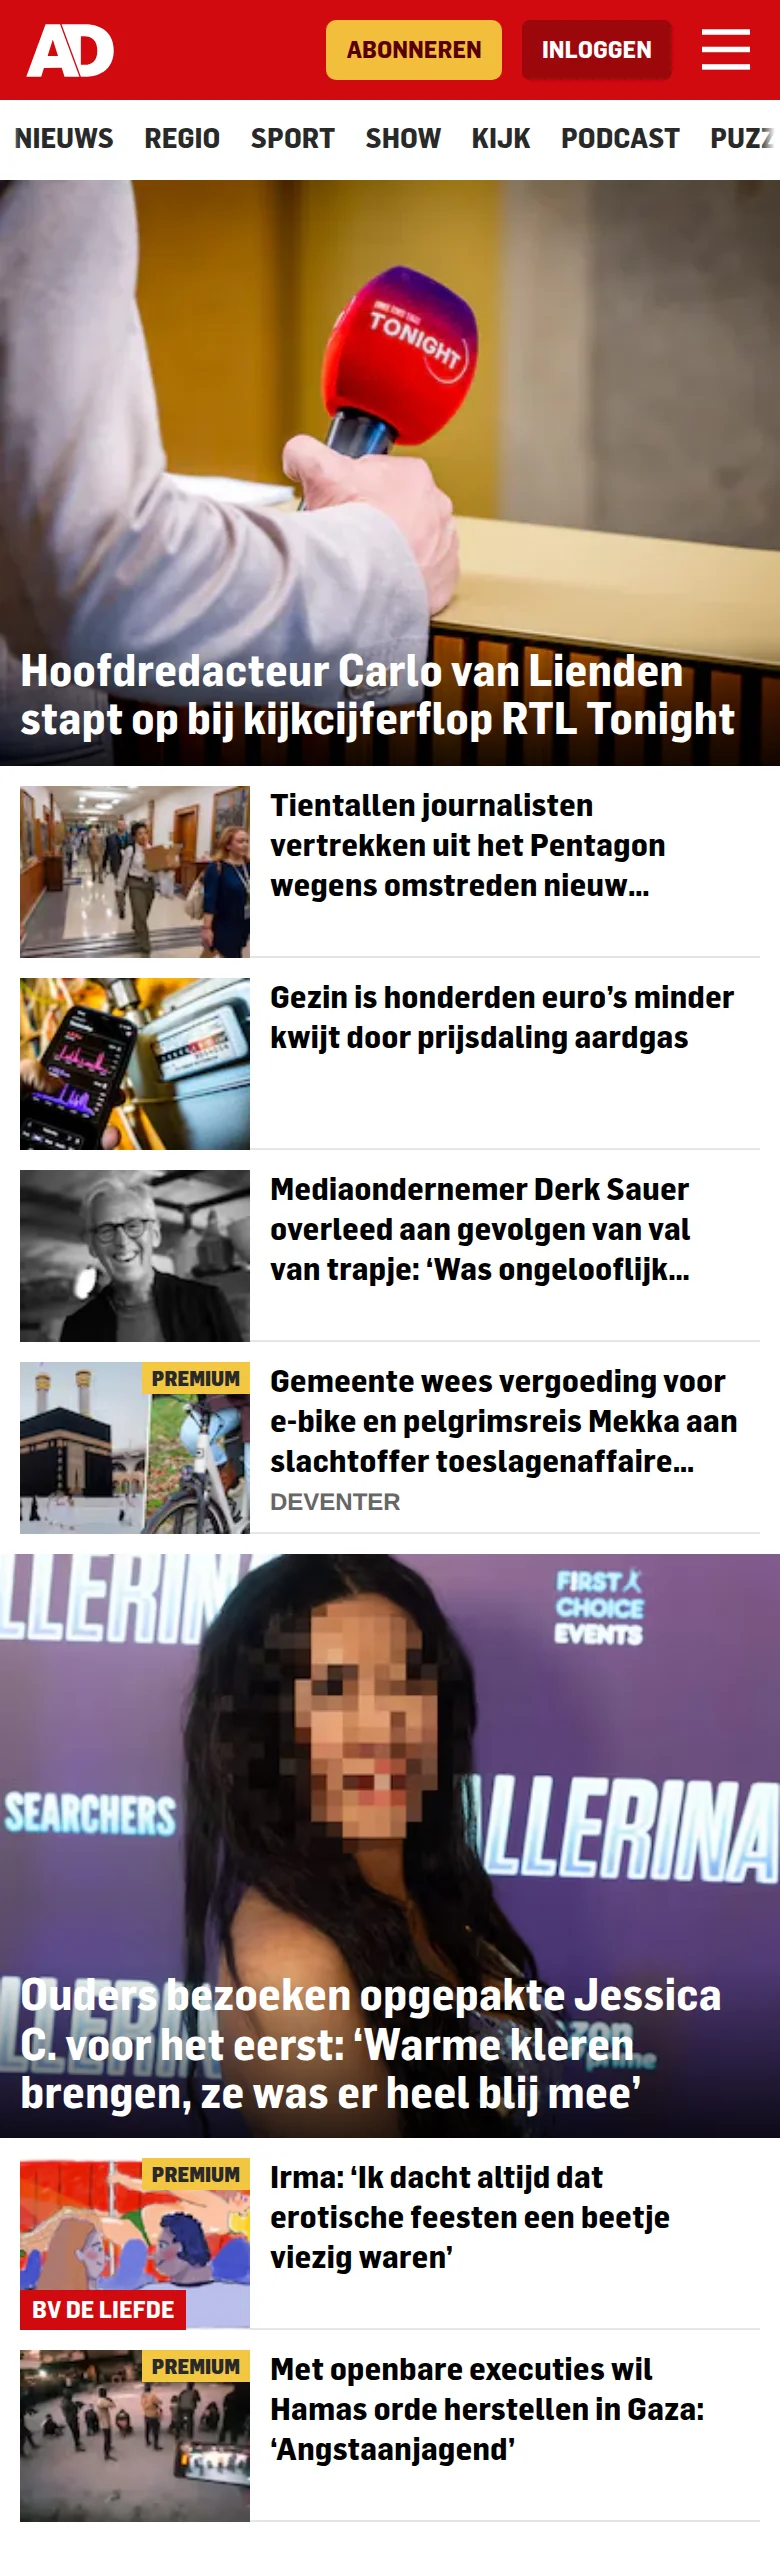 AD
ABONNEREN
INLOGGEN
NIEUWS REGIO SPORT SHOW KIJK PODCAST PUZZ
TONIGHT
Hoofdredacteur Carlo van Lienden
stapt op bij kijkcijferflop RTL Tonight
Tientallen journalisten
vertrekken uit het Pentagon
wegens omstreden nieuw...
Gezin is honderden euro’s minder
kwijt door prijsdaling aardgas
Mediaondernemer Derk Sauer
overleed aan gevolgen van val
van trapje: ‘Was ongelooflijk...
PREMIUM
Gemeente wees vergoeding voor
e-bike en pelgrimsreis Mekka aan
slachtoffer toeslagenaffaire...
DEVENTER
LLERIN
FIRST
CHOICE
EVENTS
SEARCHERS
ALLERINA
Ouders bezoeken opgepakte Jessica
C. voor het eerst: ‘Warme kleren
brengen, ze was er heel blij mee’
PREMIUM
BV DE LIEFDE
Irma: ‘Ik dacht altijd dat
erotische feesten een beetje
viezig waren’
PREMIUM
Met openbare executies wil
Hamas orde herstellen in Gaza:
‘Angstaanjagend’